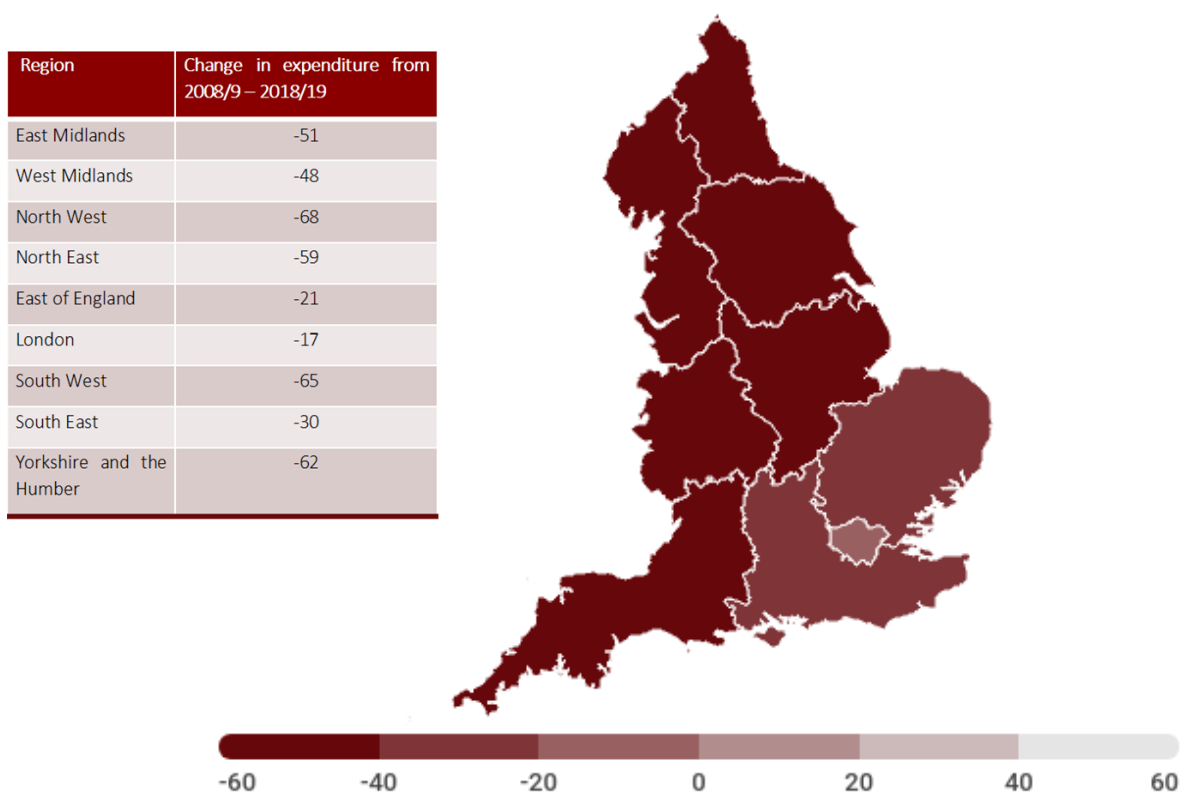 Region
Change in expenditure from
2008/9 – 2018/19
East Midlands -51
West Midlands -48
North West -68
North East -59
East of England -21
London -17
South West -65
South East -30
Yorkshire and the
Humber
-62
-60 -40 -20 0 20 40 60